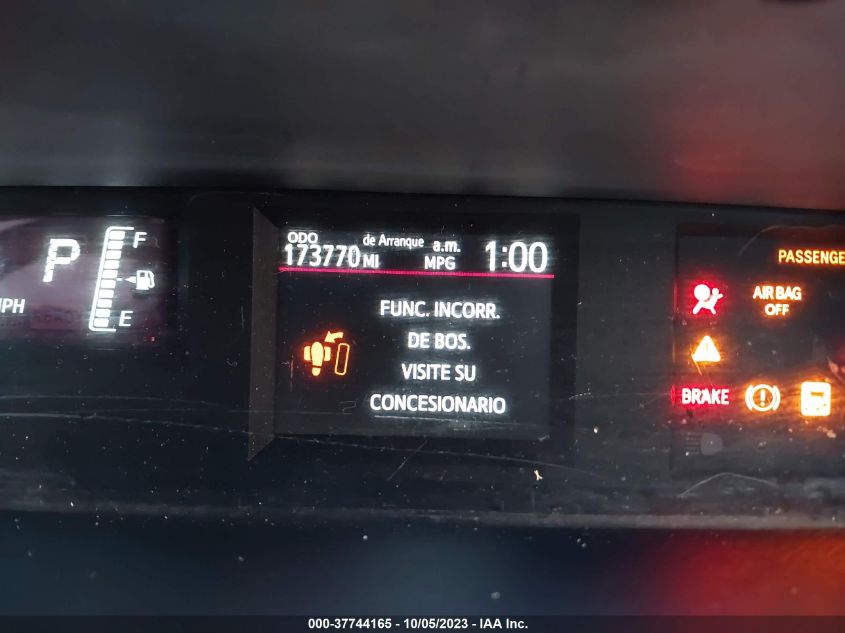 P
F
E
MPH
ODO
173770 MI
de Arranque
a.m.
MPG
1:00
FUNC. INCORR.
DE BOS.
VISITE SU
CONCESIONARIO
PASSENGE
AIR BAG
OFF
BRAKE
000-37744165 - 10/05/2023 - IAA Inc.